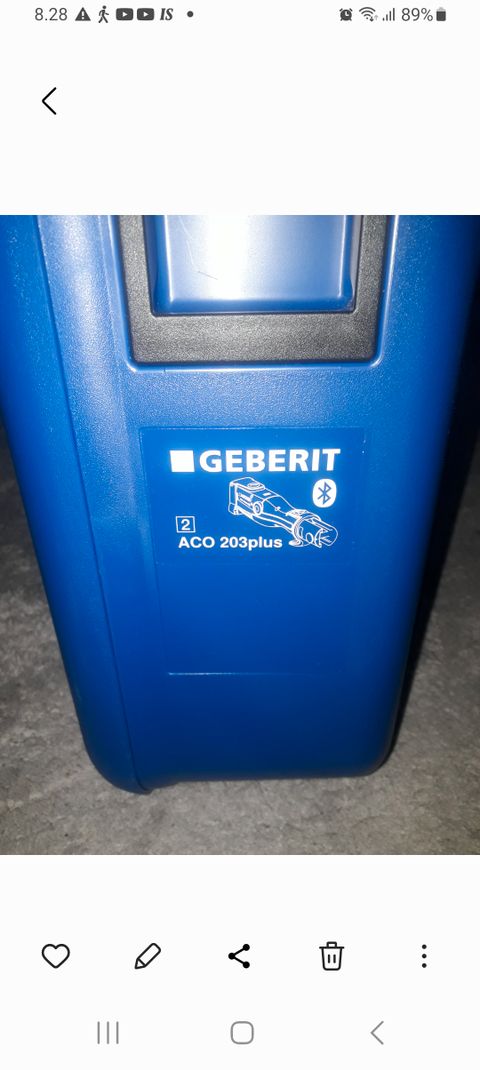 8.28 IS 89%
GEBERIT
2
ACO 203plus